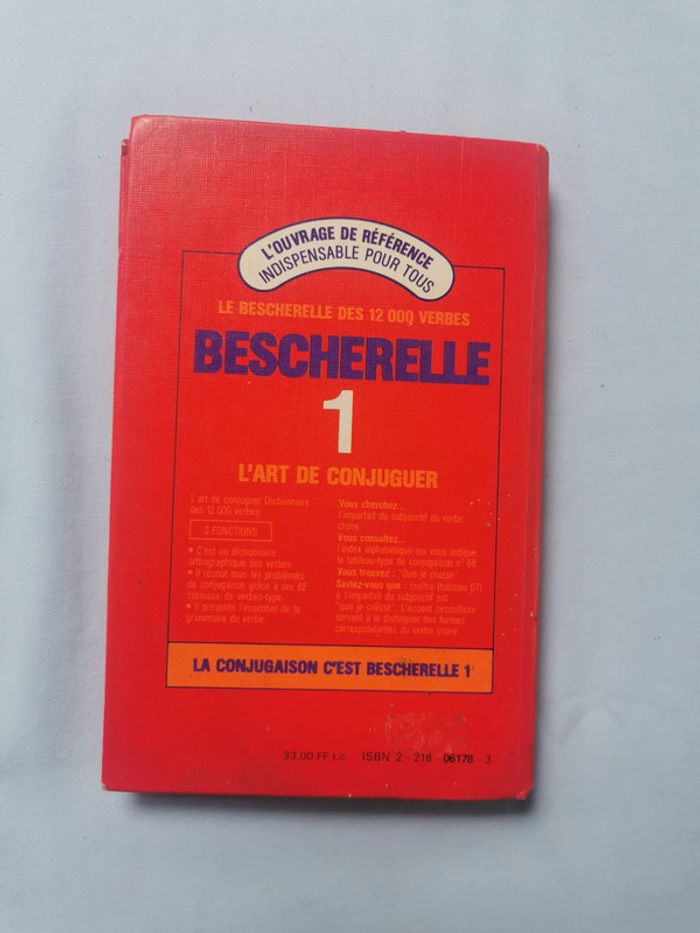 L'OUVRAGE DE RÉFÉRENCE
INDISPENSABLE POUR TOUS
LE BESCHERELLE DES 12 000 VERBES
BESCHERELLE
1
L'ART DE CONJUGUER
L'art de conjuguer Dictionnaire
des 12 000 verbes
3 FONCTIONS
• C'est un dictionnaire
orthographique des verbes
• Il résout tous les problèmes
de conjugaison grâce à ses 82
tableaux de verbes-type.
• Il présente l'essentiel de la
grammaire du verbe.
Vous cherchez...
l'imparfait du subjonctif du verbe
croire.
Vous consultez...
l'index alphabétique qui vous indique
le tableau-type de conjugaison n° 68.
Vous trouvez : "Que je crusse".
Saviez-vous que : croître (tableau 67)
à l'imparfait du subjonctif est
"que je crûsse". L'accent circonflexe
servant à le distinguer des formes
correspondantes du verbe croire.
LA CONJUGAISON C'EST BESCHERELLE 1
33,00 FF t.c. ISBN 2 - 218 - 06178 - 3